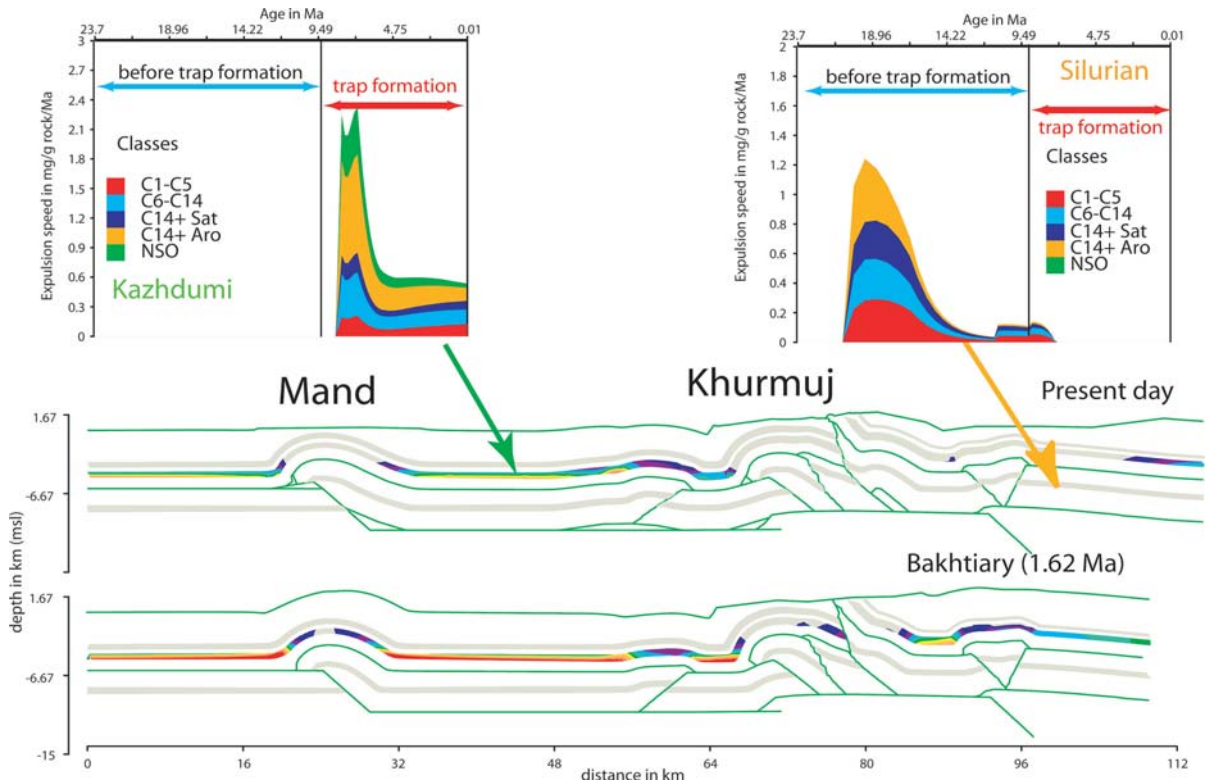 Age in Ma
23.7 18.96 14.22 9.49 4.75 0.01
3
2.7
2.4
2.1
1.8
1.5
1.2
0.9
0.6
0.3
0
Expulsion speed in mg/g rock/Ma
before trap formation
trap formation
Classes
C1-C5
C6-C14
C14+ Sat
C14+ Aro
NSO
Kazhdumi
Age in Ma
23.7 18.96 14.22 9.49 4.75 0.01
2
1.8
1.6
1.4
1.2
1
0.8
0.6
0.4
0.2
0
Expulsion speed in mg/g rock/Ma
before trap formation
Silurian
trap formation
Classes
C1-C5
C6-C14
C14+ Sat
C14+ Aro
NSO
Mand
Khurmuj
Present day
1.67
-6.67
depth in km (msl)
Bakhtiary (1.62 Ma)
1.67
-6.67
-15
0 16 32 48 64 80 96 112
distance in km